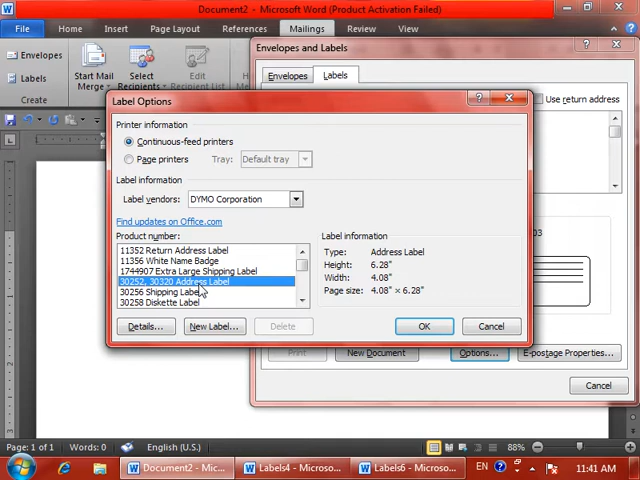 Document2 - Microsoft Word (Product Activation Failed)
File Home Insert Page Layout References Mailings Review View
Envelopes
Labels
Create
Start Mail Merge
Select Recipients
Edit Recipient List
Envelopes and Labels
Envelopes Labels
Use return address
Label Options
Printer information
Continuous-feed printers
Page printers Tray: Default tray
Label information
Label vendors: DYMO Corporation
Find updates on Office.com
Product number:
11352 Return Address Label
11356 White Name Badge
1744907 Extra Large Shipping Label
30252, 30320 Address Label
30256 Shipping Label
30258 Diskette Label
Label information
Type: Address Label
Height: 6.28"
Width: 4.08"
Page size: 4.08" × 6.28"
Details... New Label... Delete OK Cancel
Print New Document Options... E-postage Properties...
Cancel
Page: 1 of 1 Words: 0 English (U.S.) 88%
Document2 - Mic... Labels4 - Microso... Labels6 - Microso... EN 11:41 AM